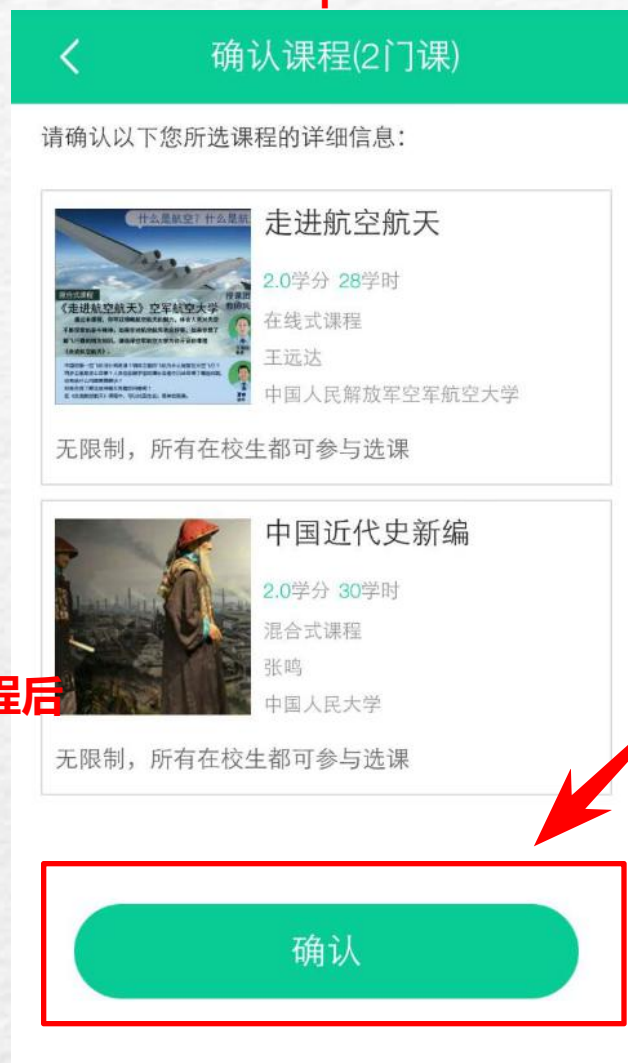 确认课程(2门课)
请确认以下您所选课程的详细信息：
什么是航空？什么是航
混合式课程
《走进航空航天》空军航空大学
走进航空航天
2.0学分 28学时
在线式课程
王远达
中国人民解放军空军航空大学
无限制，所有在校生都可参与选课
中国近代史新编
2.0学分 30学时
混合式课程
张鸣
中国人民大学
程后
无限制，所有在校生都可参与选课
确认